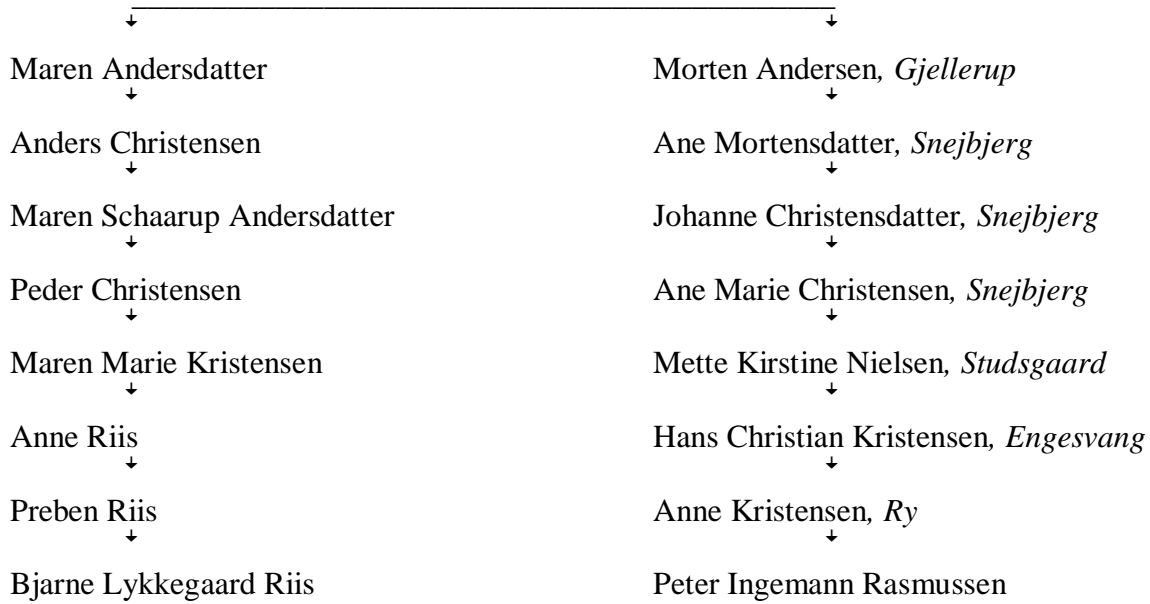 Maren Andersdatter Morten Andersen, Gjellerup
Anders Christensen Ane Mortensdatter, Snejbjerg
Maren Schaarup Andersdatter Johanne Christensdatter, Snejbjerg
Peder Christensen Ane Marie Christensen, Snejbjerg
Maren Marie Kristensen Mette Kirstine Nielsen, Studsgaard
Anne Riis Hans Christian Kristensen, Engesvang
Preben Riis Anne Kristensen, Ry
Bjarne Lykkegaard Riis Peter Ingemann Rasmussen